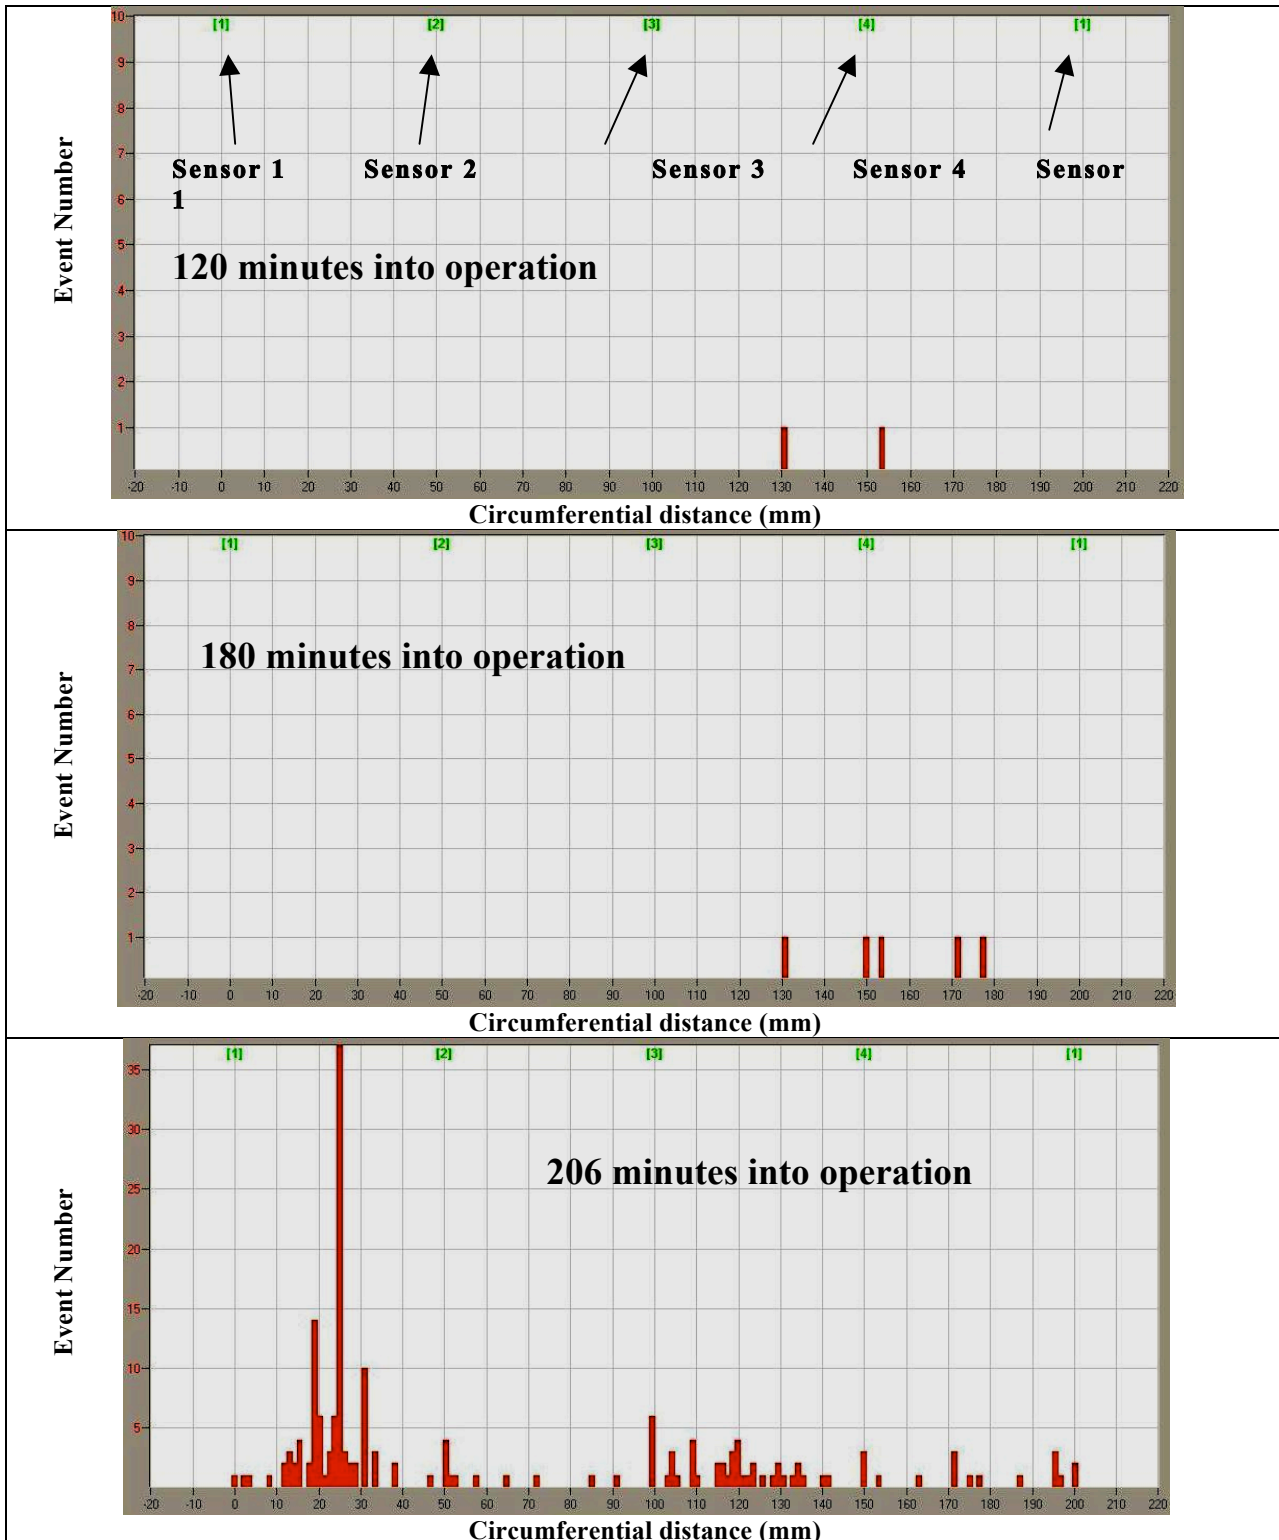 10
[1] [2] [3] [4] [1]
9
8
7
Sensor 1 Sensor 2 Sensor 3 Sensor 4 Sensor
1
6
5
120 minutes into operation
4
3
2
1
Event Number
-20 -10 0 10 20 30 40 50 60 70 80 90 100 110 120 130 140 150 160 170 180 190 200 210 220
Circumferential distance (mm)
10
[1] [2] [3] [4] [1]
9
8
180 minutes into operation
7
6
5
4
3
2
1
Event Number
-20 -10 0 10 20 30 40 50 60 70 80 90 100 110 120 130 140 150 160 170 180 190 200 210 220
Circumferential distance (mm)
[1] [2] [3] [4] [1]
35
30
206 minutes into operation
25
20
15
10
5
Event Number
-20 -10 0 10 20 30 40 50 60 70 80 90 100 110 120 130 140 150 160 170 180 190 200 210 220
Circumferential distance (mm)